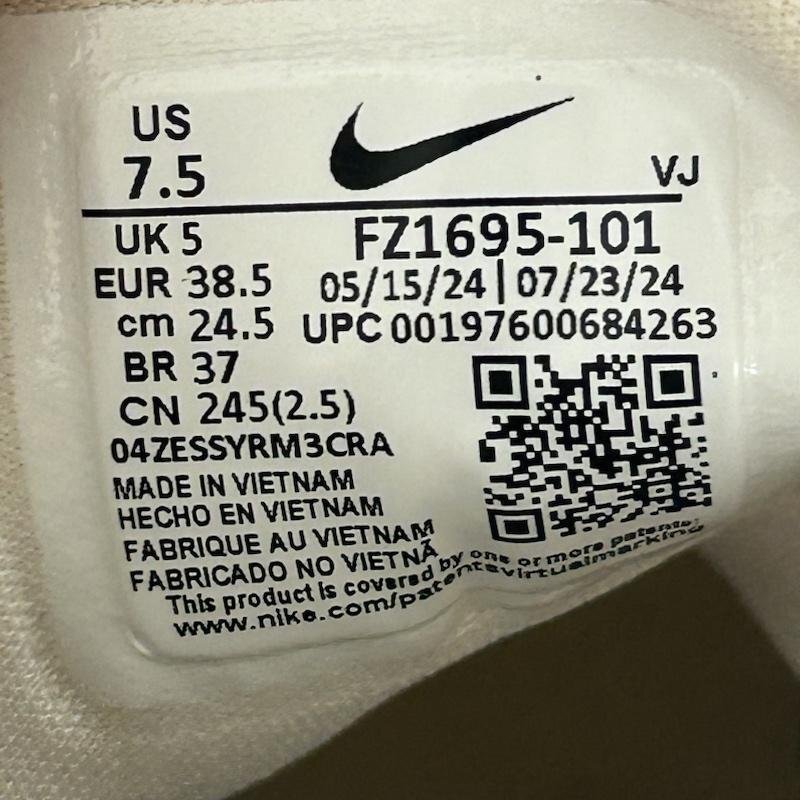 US
7.5
VJ
UK 5
FZ1695-101
EUR 38.5
05/15/24 | 07/23/24
cm 24.5
UPC 00197600684263
BR 37
CN 245(2.5)
04ZESSYRM3CRA
MADE IN VIETNAM
HECHO EN VIETNAM
FABRIQUE AU VIETNAM
FABRICADO NO VIETNÃ
This product is covered by one or more patents:
www.nike.com/patentsvirtualmarking